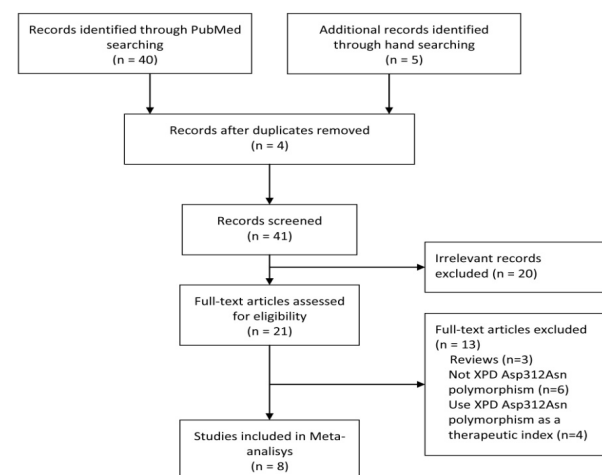 Records identified through PubMed
searching
(n = 40)
Additional records identified
through hand searching
(n = 5)
Records after duplicates removed
(n = 4)
Records screened
(n = 41)
Irrelevant records
excluded (n = 20)
Full-text articles assessed
for eligibility
(n = 21)
Full-text articles excluded
(n = 13)
Reviews (n=3)
Not XPD Asp312Asn
polymorphism (n=6)
Use XPD Asp312Asn
polymorphism as a
therapeutic index (n=4)
Studies included in Meta-
analisys
(n = 8)